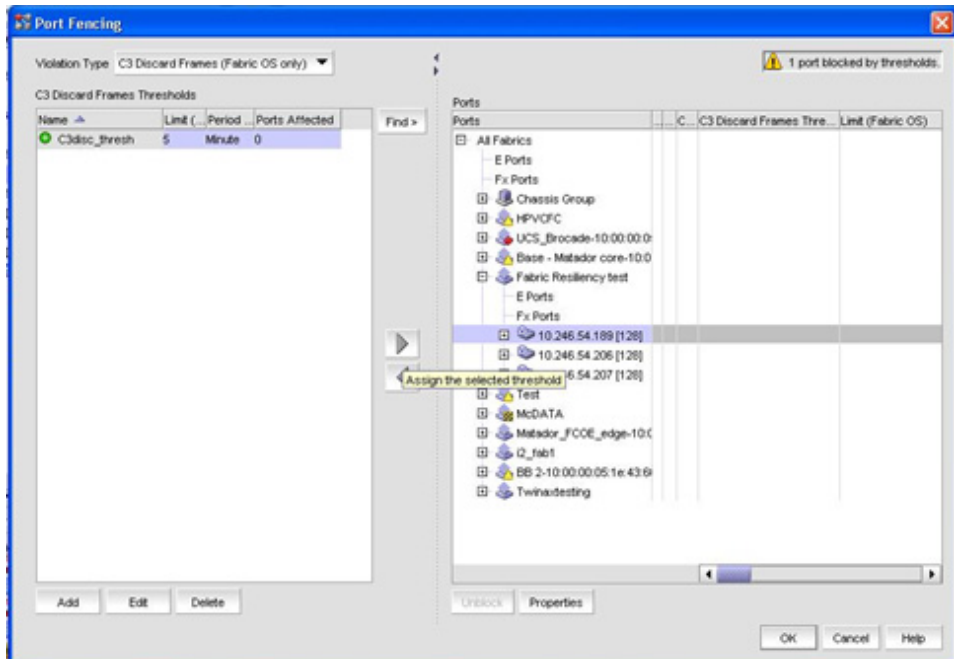 Port Fencing
Violation Type C3 Discard Frames (Fabric OS only)
1 port blocked by thresholds.
C3 Discard Frames Thresholds
Name Limit (... Period ... Ports Affected
C3disc_thresh 5 Minute 0
Find >
Ports
Ports ... ... C... C3 Discard Frames Thre... Limit (Fabric OS)
All Fabrics
E Ports
Fx Ports
Chassis Group
HPVCFC
UCS_Brocade-10:00:00:0
Base - Matador core-10:0
Fabric Resiliency test
E Ports
Fx Ports
10.246.54.189 [128]
10.246.54.206 [128]
6.54.207 [128]
Assign the selected threshold
Test
McDATA
Matador_FCOE_edge-10:0
i2_fab1
BB 2-10:00:00:05:1e:43:6
Twinaxtesting
Add Edit Delete
Unblock Properties
OK Cancel Help